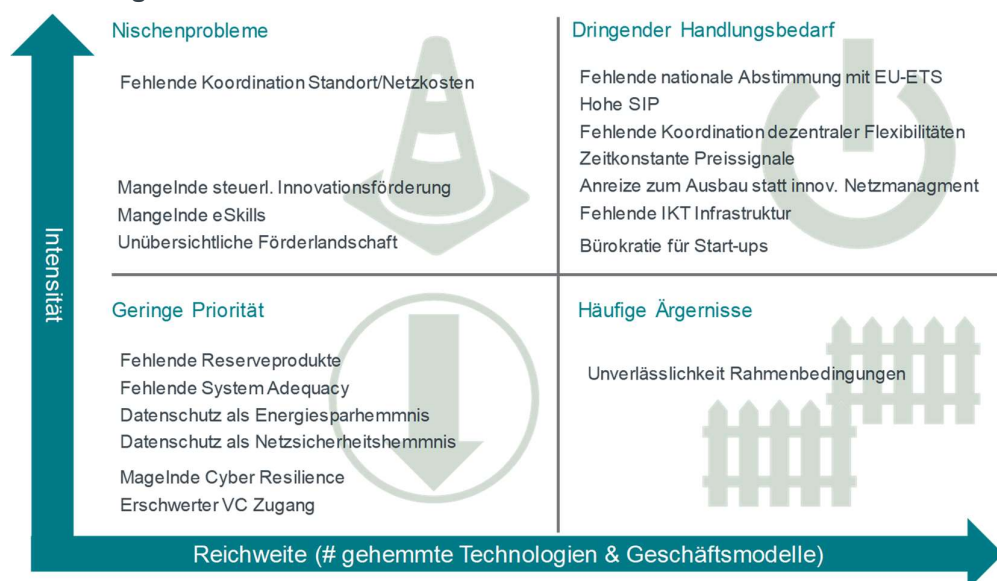 Nischenprobleme
Fehlende Koordination Standort/Netzkosten
Mangelnde steuerl. Innovationsförderung
Mangelnde eSkills
Unübersichtliche Förderlandschaft
Dringender Handlungsbedarf
Fehlende nationale Abstimmung mit EU-ETS
Hohe SIP
Fehlende Koordination dezentraler Flexibilitäten
Zeitkonstante Preissignale
Anreize zum Ausbau statt innov. Netzmanagment
Fehlende IKT Infrastruktur
Bürokratie für Start-ups
Intensität
Geringe Priorität
Fehlende Reserveprodukte
Fehlende System Adequacy
Datenschutz als Energiesparhemmnis
Datenschutz als Netzsicherheitshemmnis
Magelnde Cyber Resilience
Erschwerter VC Zugang
Häufige Ärgernisse
Unverlässlichkeit Rahmenbedingungen
Reichweite (# gehemmte Technologien & Geschäftsmodelle)